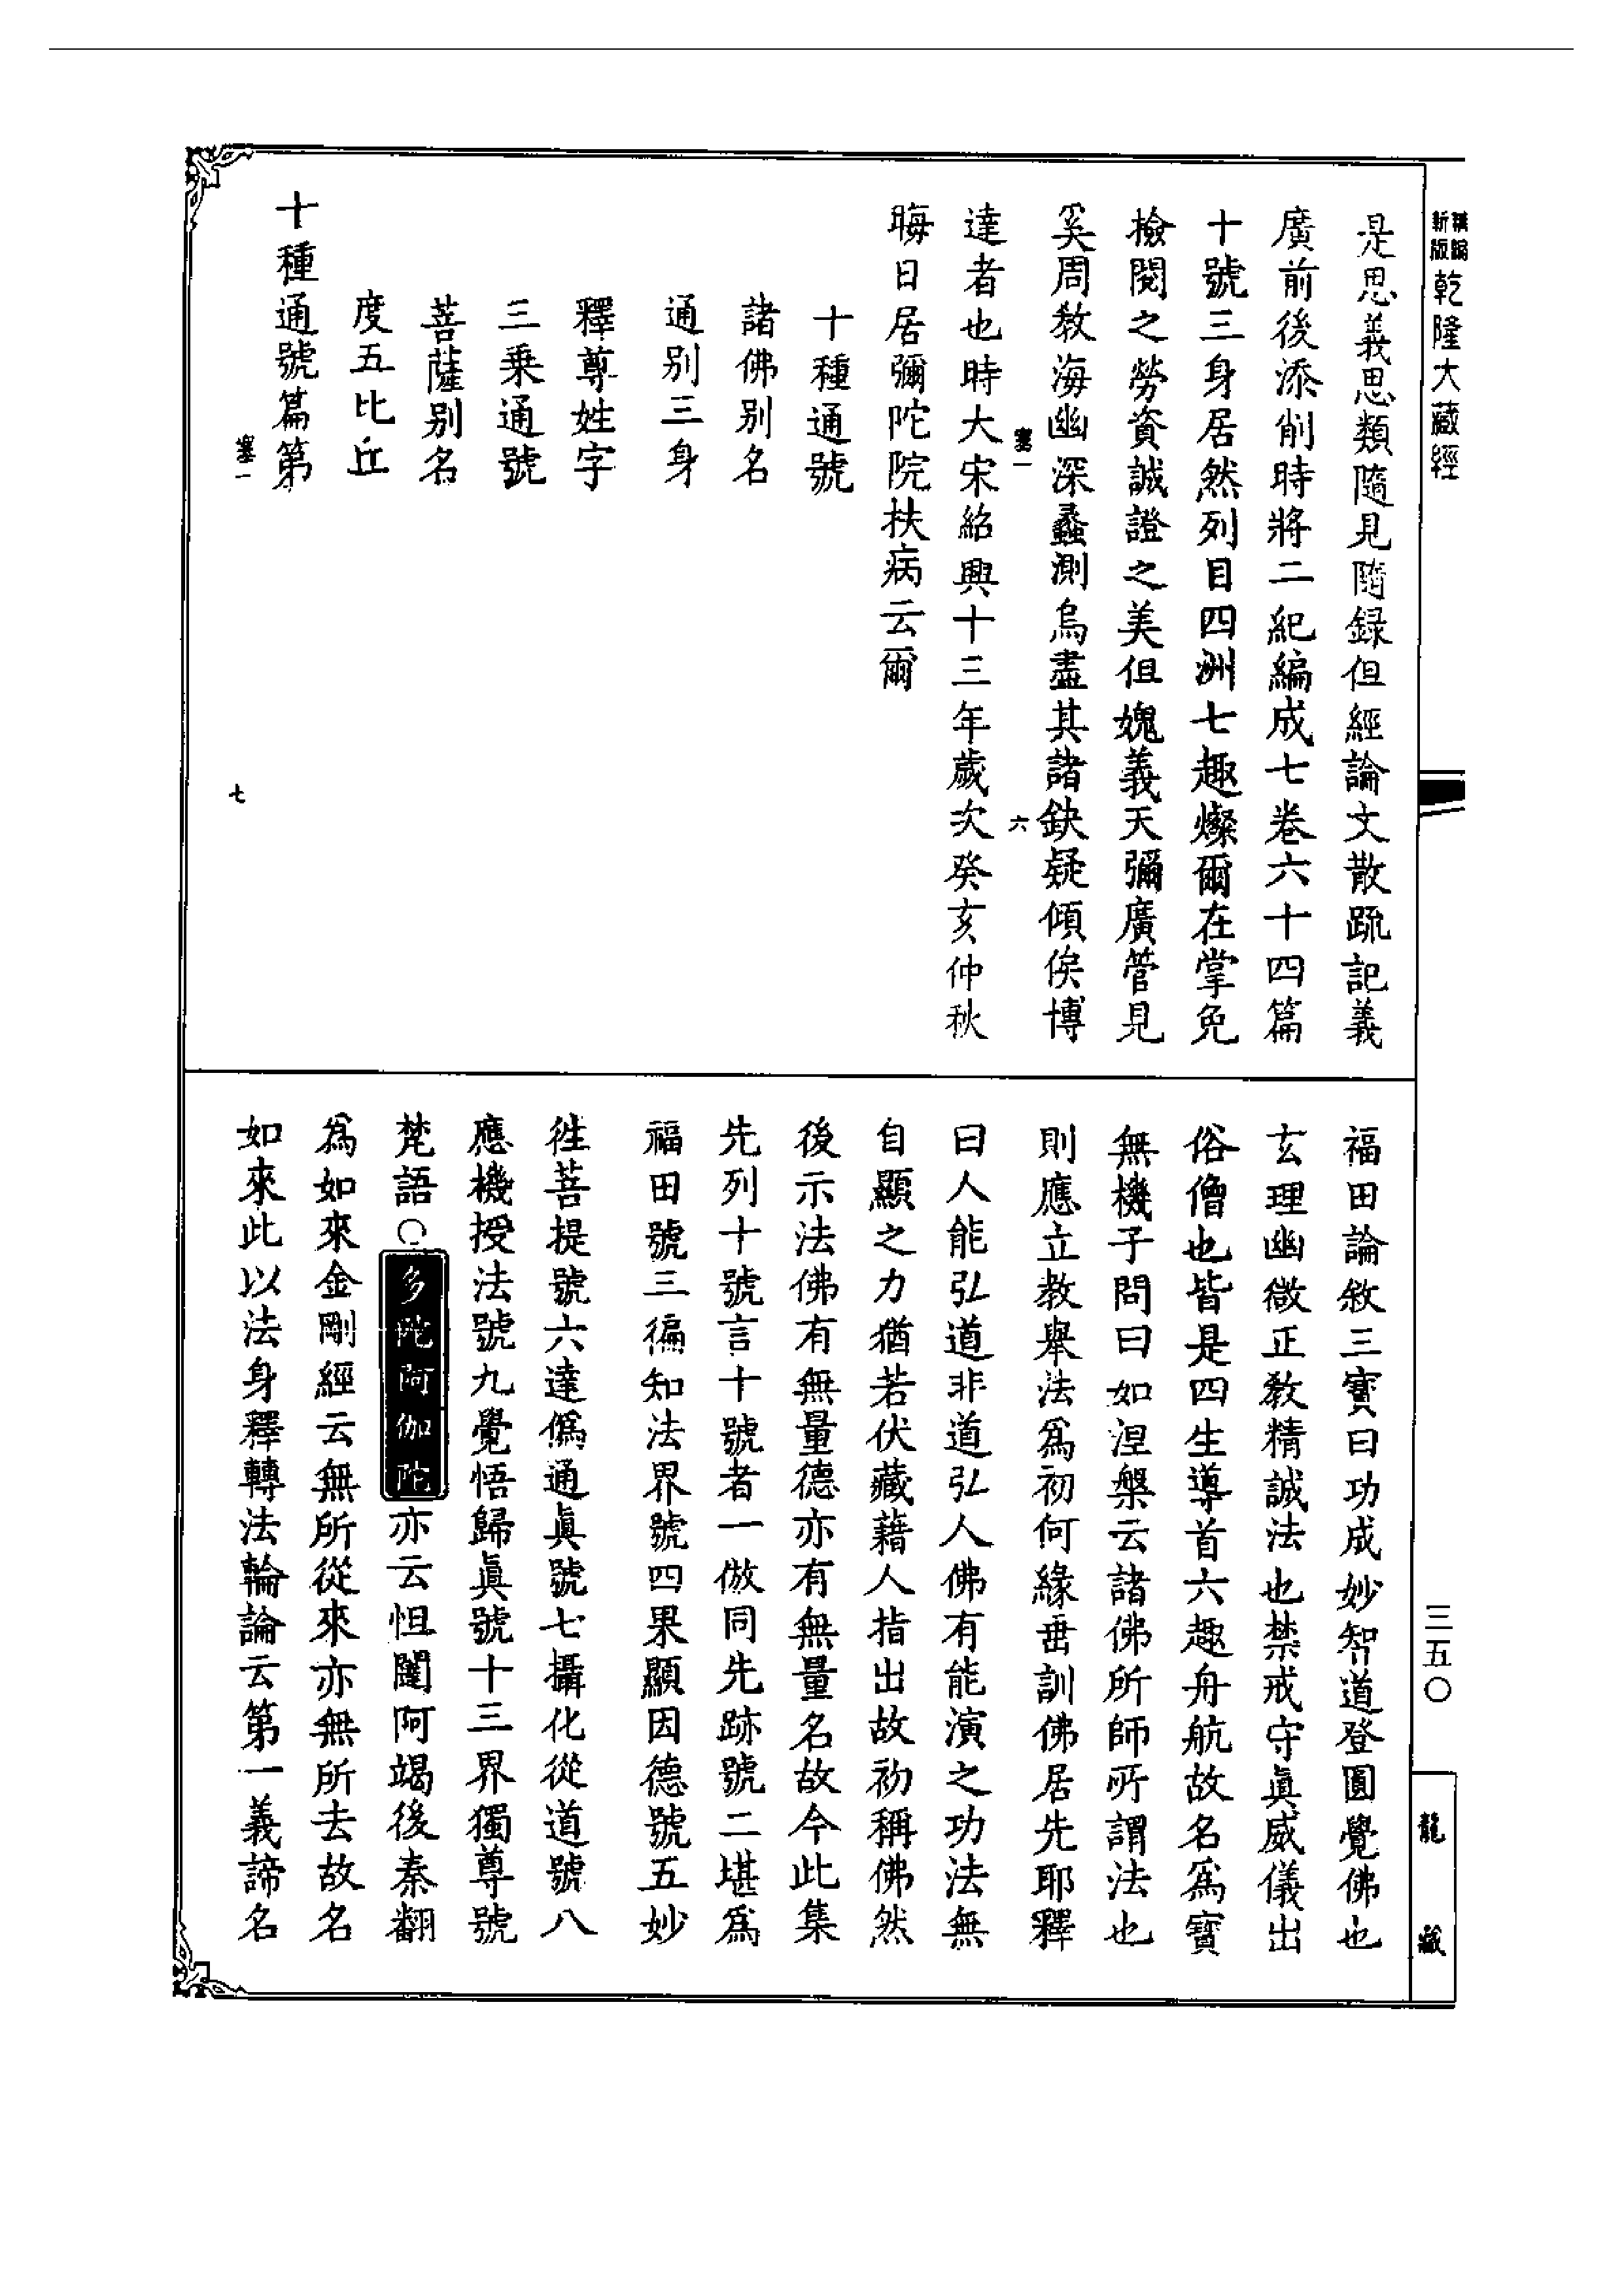 新編
縮版
乾隆大藏經
三五〇
龍藏
是思義思類隨見隨録但經論文散䟽記義
廣前後添削時將二紀編成七卷六十四篇
十號三身居然列目四洲七趣燦爾在掌免
檢閱之勞資誠證之美但媿義天彌廣管見
奚周教海幽深蠡測烏盡其諸鈌疑傾俟博
塞一
六
達者也時大宋紹興十三年歲次癸亥仲秋
晦日居彌陀院扶病云爾
十種通號
諸佛别名
通别三身
釋尊姓字
三乘通號
菩薩别名
度五比丘
十種通號篇第一
塞一
七
福田論敘三寶曰功成妙智道登圓覺佛也
玄理幽微正教精誠法也禁戒守眞威儀出
俗僧也皆是四生導首六趣舟航故名爲寶
無機子問曰如涅槃云諸佛所師所謂法也
則應立教舉法爲初何緣垂訓佛居先耶釋
曰人能弘道非道弘人佛有能演之功法無
自顯之力猶若伏藏藉人指出故初稱佛然
後示法佛有無量德亦有無量名故今此集
先列十號言十號者一倣同先跡號二堪爲
福田號三徧知法界號四果顯因德號五妙
徃菩提號六達僞通眞號七攝化從道號八
應機授法號九覺悟歸眞號十三界獨尊號
梵語○多陀阿伽陀亦云怛闥阿竭後秦翻
爲如來金剛經云無所從來亦無所去故名
如來此以法身釋轉法輪論云第一義諦名